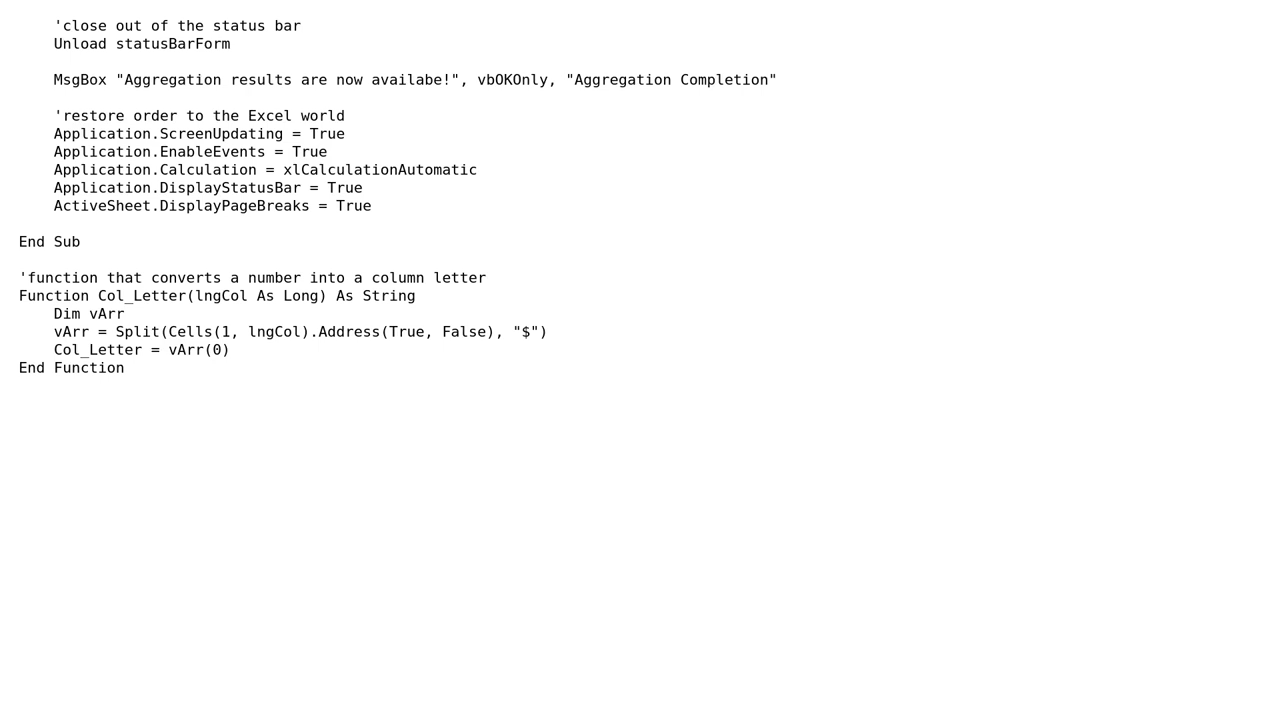 'close out of the status bar
    Unload statusBarForm

    MsgBox "Aggregation results are now availabe!", vbOKOnly, "Aggregation Completion"

    'restore order to the Excel world
    Application.ScreenUpdating = True
    Application.EnableEvents = True
    Application.Calculation = xlCalculationAutomatic
    Application.DisplayStatusBar = True
    ActiveSheet.DisplayPageBreaks = True

End Sub

'function that converts a number into a column letter
Function Col_Letter(lngCol As Long) As String
    Dim vArr
    vArr = Split(Cells(1, lngCol).Address(True, False), "$")
    Col_Letter = vArr(0)
End Function